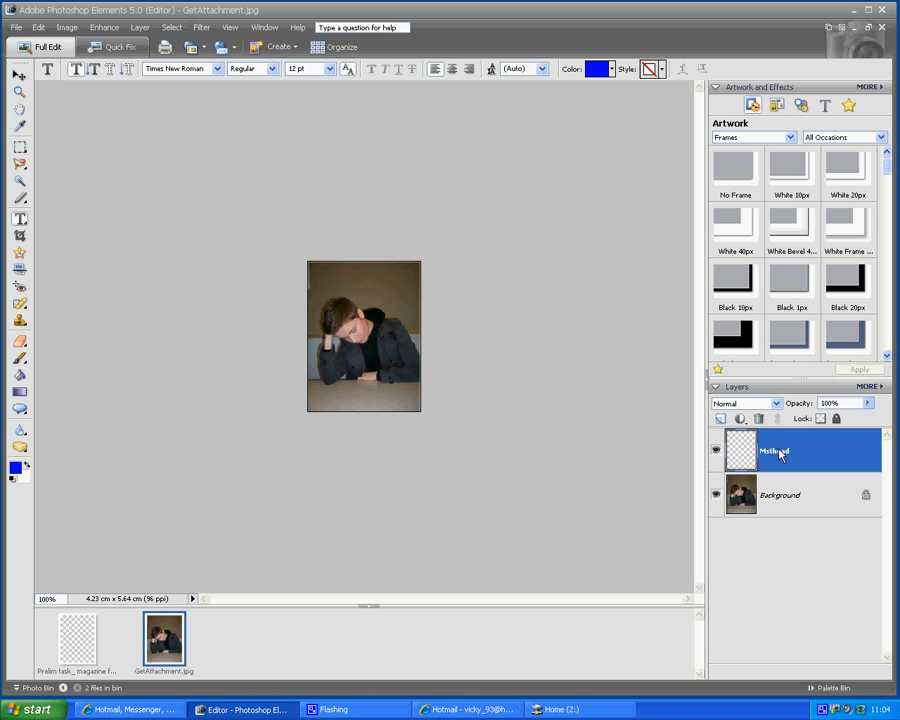 Adobe Photoshop Elements 5.0 (Editor) - GetAttachment.jpg
File Edit Image Enhance Layer Select Filter View Window Help Type a question for help
Full Edit Quick Fix Create Organize
T T T T T Times New Roman Regular 12 pt T T T T (Auto) Color: Style:
Artwork and Effects MORE
Artwork
Frames All Occasions
No Frame White 10px White 20px
White 40px White Bevel 4... White Frame ...
Black 10px Black 1px Black 20px
Apply
Layers MORE
Normal Opacity: 100%
Lock:
Background
100% 4.23 cm x 5.64 cm (96 ppi)
Prelim task_ magazine f... GetAttachment.jpg
Photo Bin 2 files in bin Palette Bin
start Hotmail, Messenger, ... Editor - Photoshop El... Flashing Hotmail - vicky_93@h... Home (Z:) 11:04